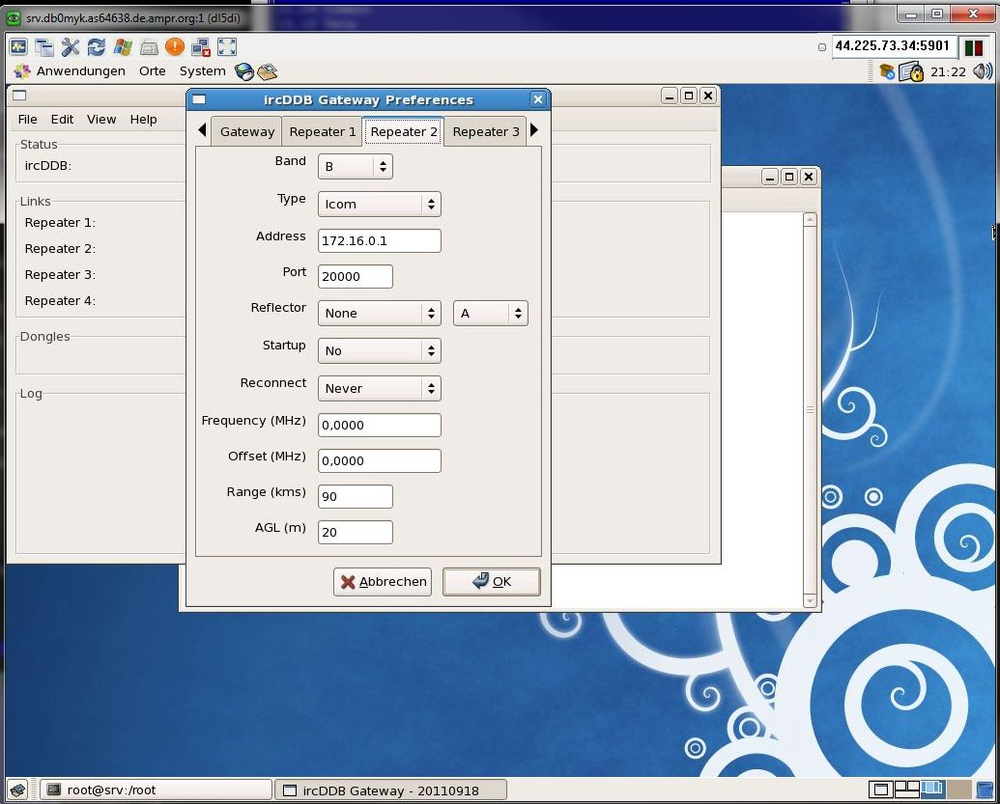 srv.db0myk.as64638.de.ampr.org:1 (dl5di)
44.225.73.34:5901
Anwendungen Orte System
21:22
ircDDB Gateway Preferences
File Edit View Help
Gateway Repeater 1 Repeater 2 Repeater 3
Status
ircDDB:
Links
Repeater 1:
Repeater 2:
Repeater 3:
Repeater 4:
Dongles
Log
Band B
Type Icom
Address 172.16.0.1
Port 20000
Reflector None A
Startup No
Reconnect Never
Frequency (MHz) 0,0000
Offset (MHz) 0,0000
Range (kms) 90
AGL (m) 20
Abbrechen OK
root@srv:/root
ircDDB Gateway - 20110918